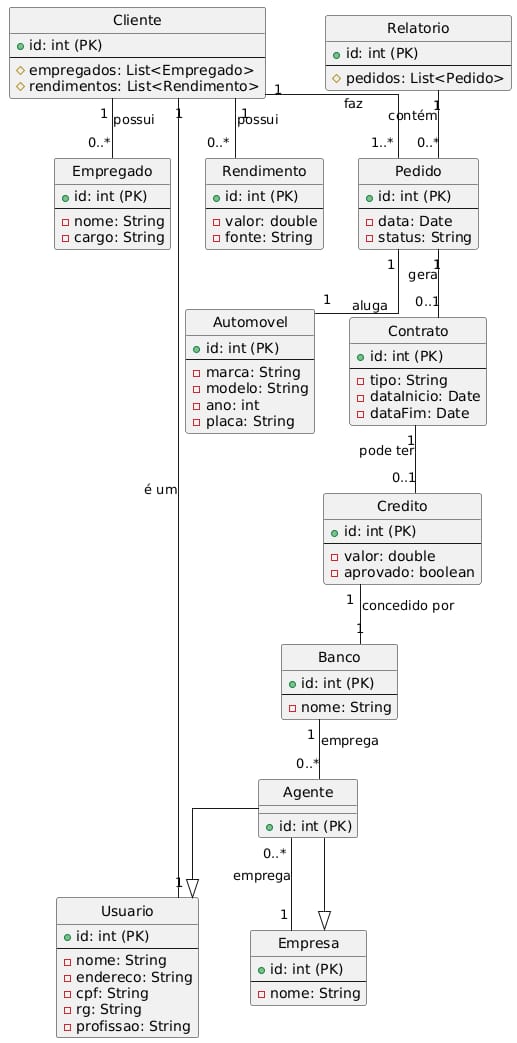 Cliente
id: int (PK)
empregados: List<Empregado>
rendimentos: List<Rendimento>
Relatorio
id: int (PK)
pedidos: List<Pedido>
1
possui
0..*
1
1
possui
0..*
1
faz
1..*
1
contém
0..*
Empregado
id: int (PK)
nome: String
cargo: String
Rendimento
id: int (PK)
valor: double
fonte: String
Pedido
id: int (PK)
data: Date
status: String
1
aluga
1
1
gera
0..1
Automovel
id: int (PK)
marca: String
modelo: String
ano: int
placa: String
Contrato
id: int (PK)
tipo: String
dataInicio: Date
dataFim: Date
1
pode ter
0..1
é um
Credito
id: int (PK)
valor: double
aprovado: boolean
1
concedido por
1
Banco
id: int (PK)
nome: String
1
emprega
0..*
Agente
id: int (PK)
0..*
emprega
1
1
Usuario
id: int (PK)
nome: String
endereco: String
cpf: String
rg: String
profissao: String
Empresa
id: int (PK)
nome: String